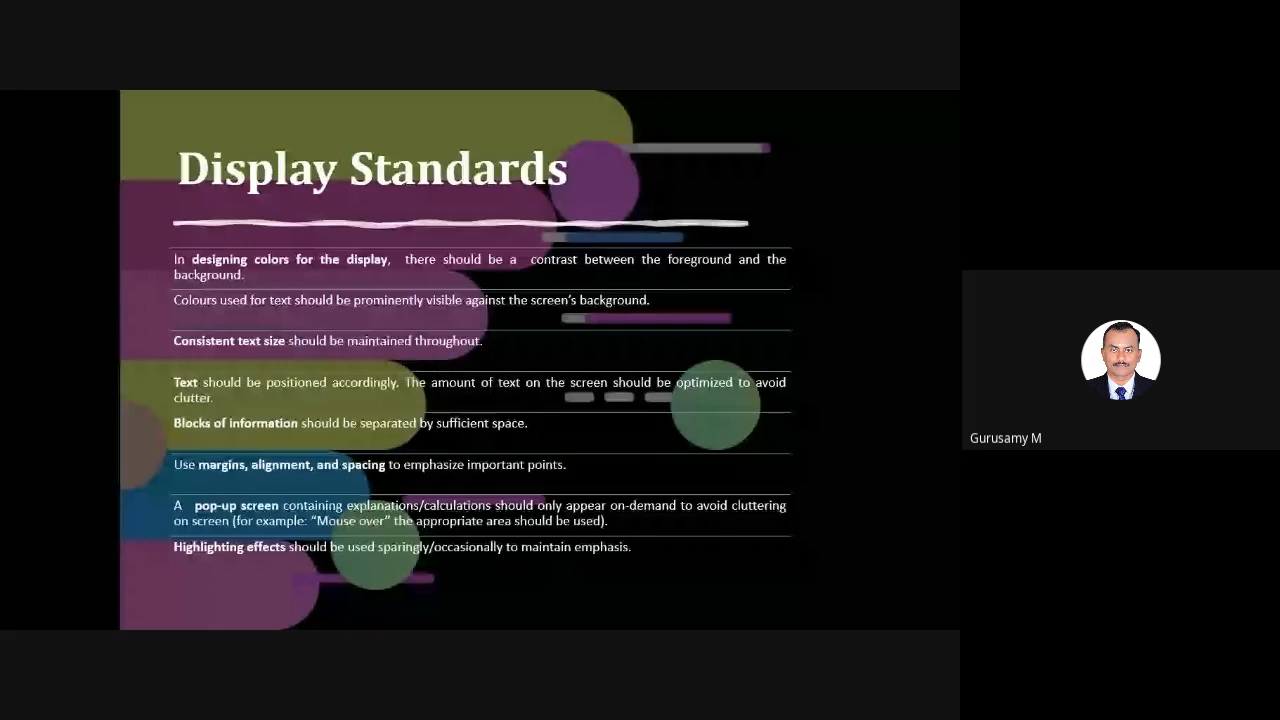 Display Standards
In designing colors for the display, there should be a contrast between the foreground and the
background.
Colours used for text should be prominently visible against the screen's background.
Consistent text size should be maintained throughout.
Text should be positioned accordingly. The amount of text on the screen should be optimized to avoid
clutter.
Blocks of information should be separated by sufficient space.
Use margins, alignment, and spacing to emphasize important points.
A pop-up screen containing explanations/calculations should only appear on-demand to avoid cluttering
on screen (for example: “Mouse over” the appropriate area should be used).
Highlighting effects should be used sparingly/occasionally to maintain emphasis.
Gurusamy M